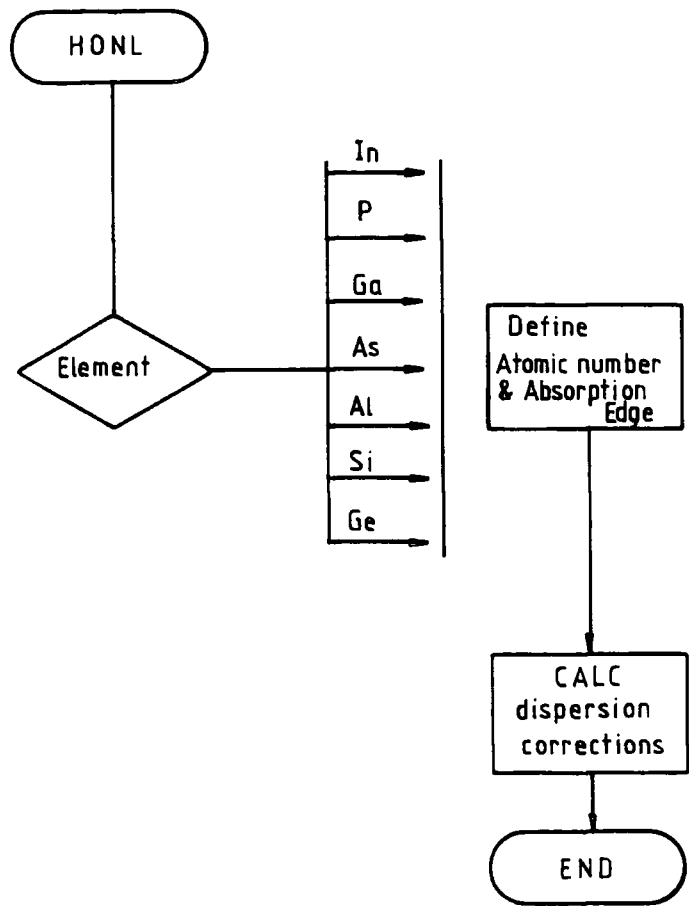 HONL
Element
In
P
Ga
As
Al
Si
Ge
Define
Atomic number
& Absorption
Edge
CALC
dispersion
corrections
END